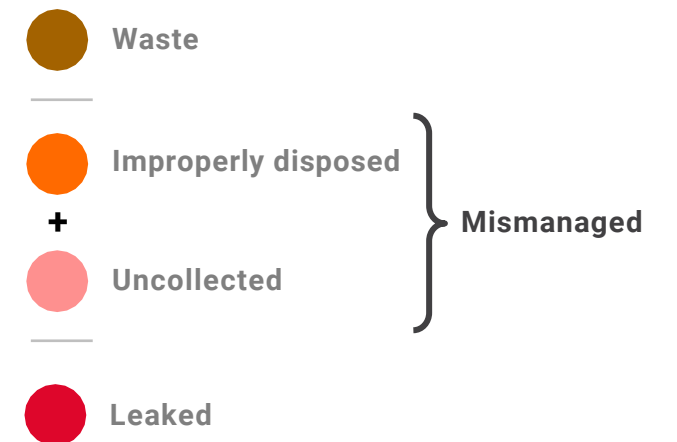 Waste
Improperly disposed
+
Mismanaged
Uncollected
Leaked